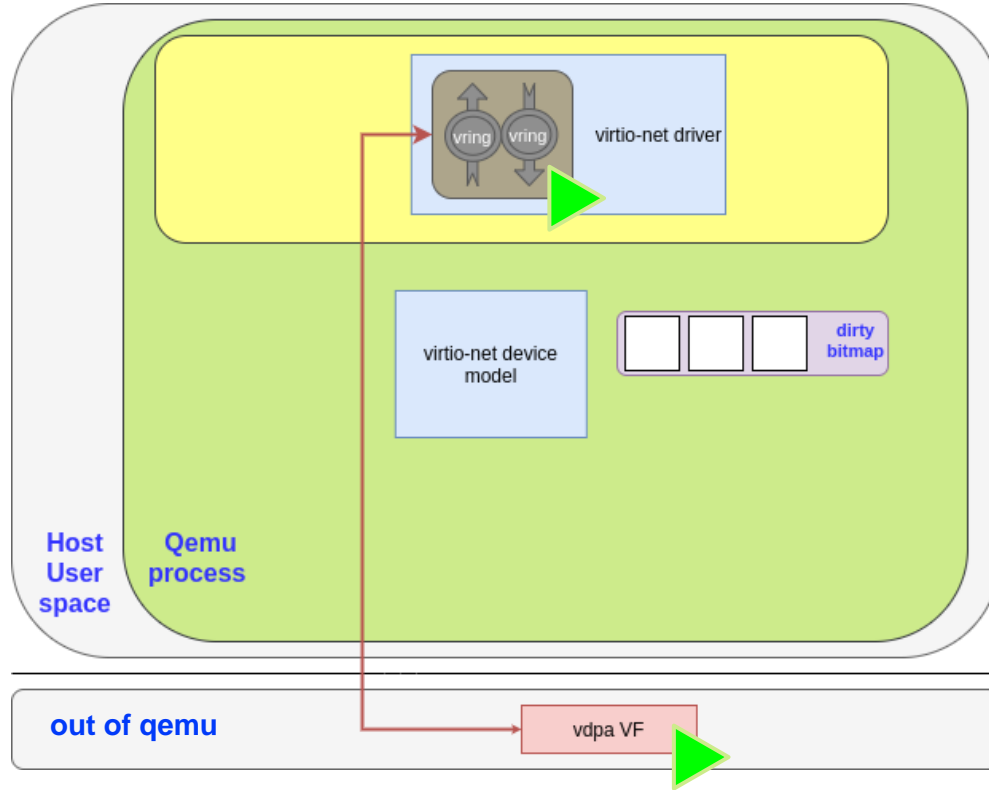 vring
vring
virtio-net driver
virtio-net device
model
dirty
bitmap
Host
User
space
Qemu
process
out of qemu
vdpa VF